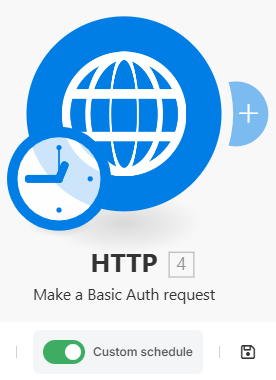 HTTP 4
Make a Basic Auth request
Custom schedule